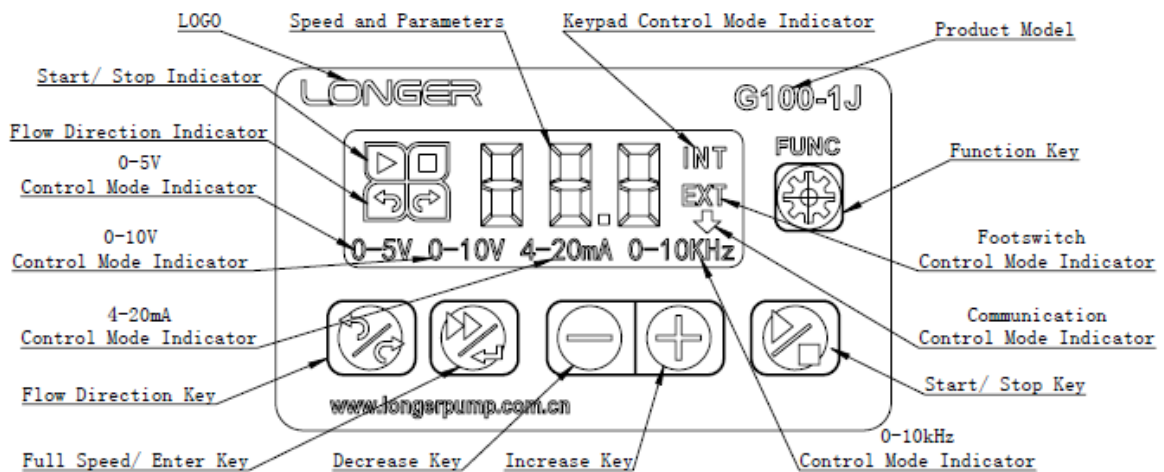 LOGO
Speed and Parameters
Keypad Control Mode Indicator
Product Model
Start/ Stop Indicator
LONGER
G100-1J
Flow Direction Indicator
INT
FUNC
Function Key
0-5V
Control Mode Indicator
EXT
0-10V
Control Mode Indicator
0-5V 0-10V 4-20mA 0-10KHz
Footswitch
Control Mode Indicator
4-20mA
Control Mode Indicator
Communication
Control Mode Indicator
Flow Direction Key
Start/ Stop Key
www.longerpump.com.cn
Full Speed/ Enter Key
Decrease Key
Increase Key
0-10kHz
Control Mode Indicator